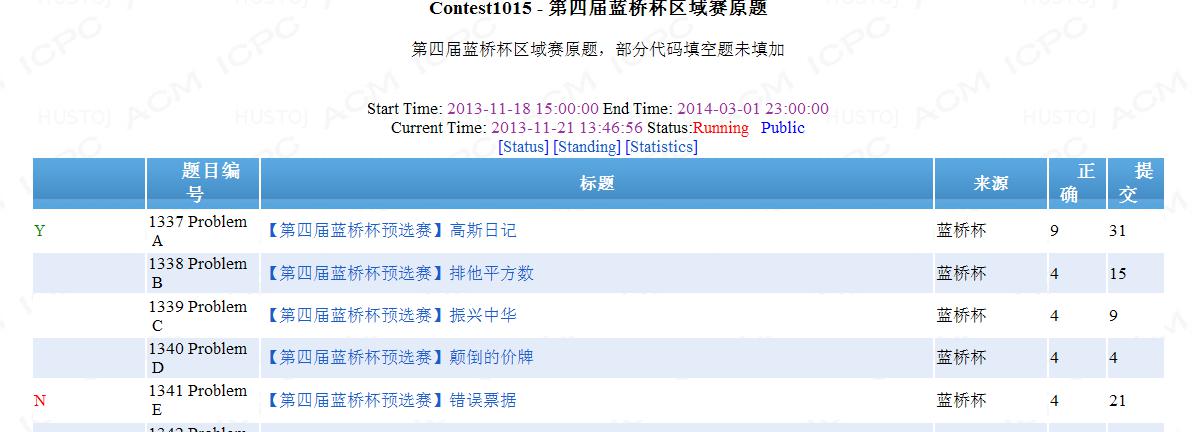 Contest1015 - 第四届蓝桥杯区域赛原题
第四届蓝桥杯区域赛原题，部分代码填空题未填加
Start Time: 2013-11-18 15:00:00 End Time: 2014-03-01 23:00:00
Current Time: 2013-11-21 13:46:56 Status:Running Public
[Status] [Standing] [Statistics]
题目编号 标题 来源 正确 提交
Y 1337 Problem A 【第四届蓝桥杯预选赛】高斯日记 蓝桥杯 9 31
1338 Problem B 【第四届蓝桥杯预选赛】排他平方数 蓝桥杯 4 15
1339 Problem C 【第四届蓝桥杯预选赛】振兴中华 蓝桥杯 4 9
1340 Problem D 【第四届蓝桥杯预选赛】颠倒的价牌 蓝桥杯 4 4
N 1341 Problem E 【第四届蓝桥杯预选赛】错误票据 蓝桥杯 4 21
HUSTOJ ACM ICPC